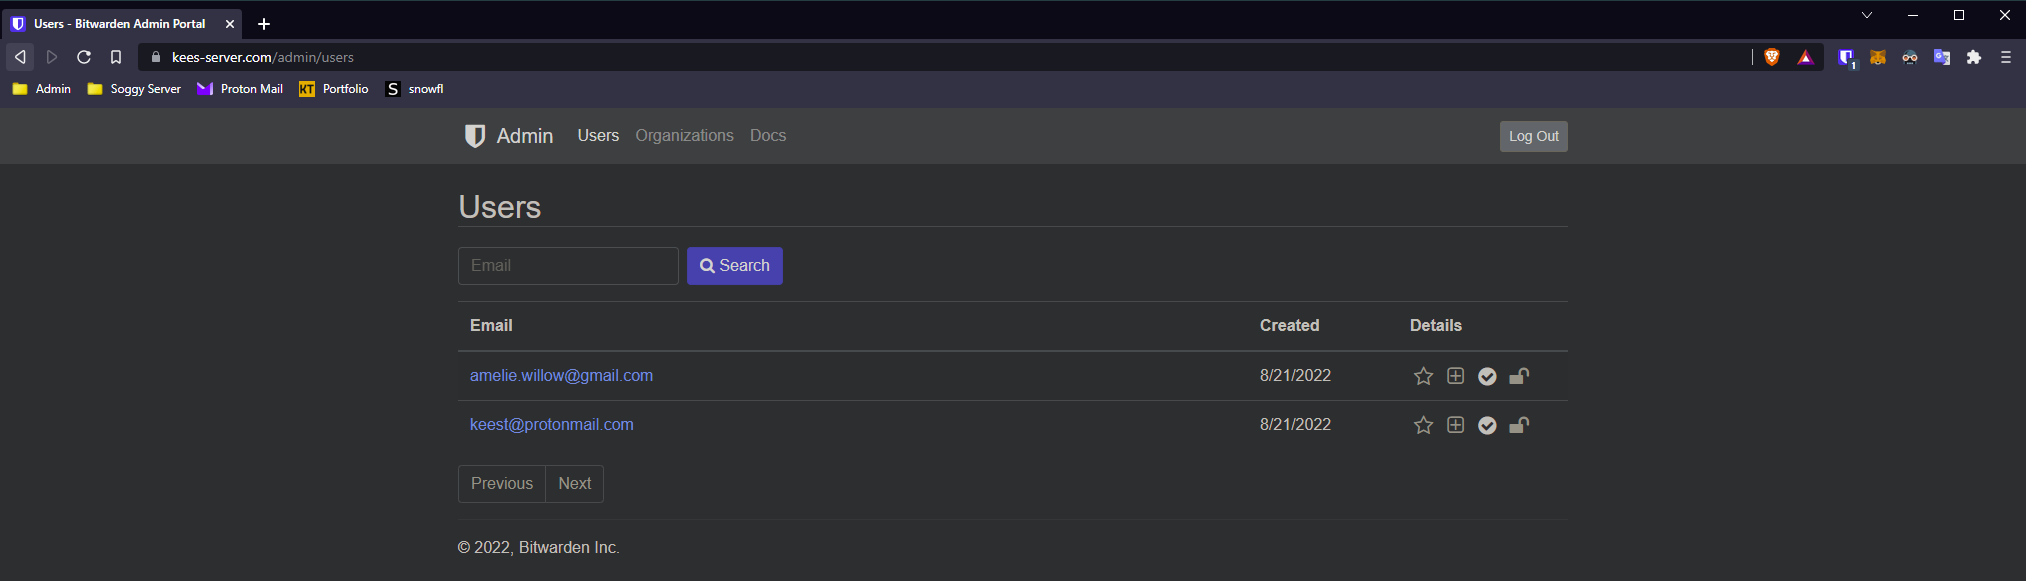 Users - Bitwarden Admin Portal
kees-server.com/admin/users
1
Admin Soggy Server Proton Mail KT Portfolio S snowfl
Admin Users Organizations Docs Log Out
Users
Email Search
Email Created Details
amelie.willow@gmail.com 8/21/2022
keest@protonmail.com 8/21/2022
Previous Next
© 2022, Bitwarden Inc.